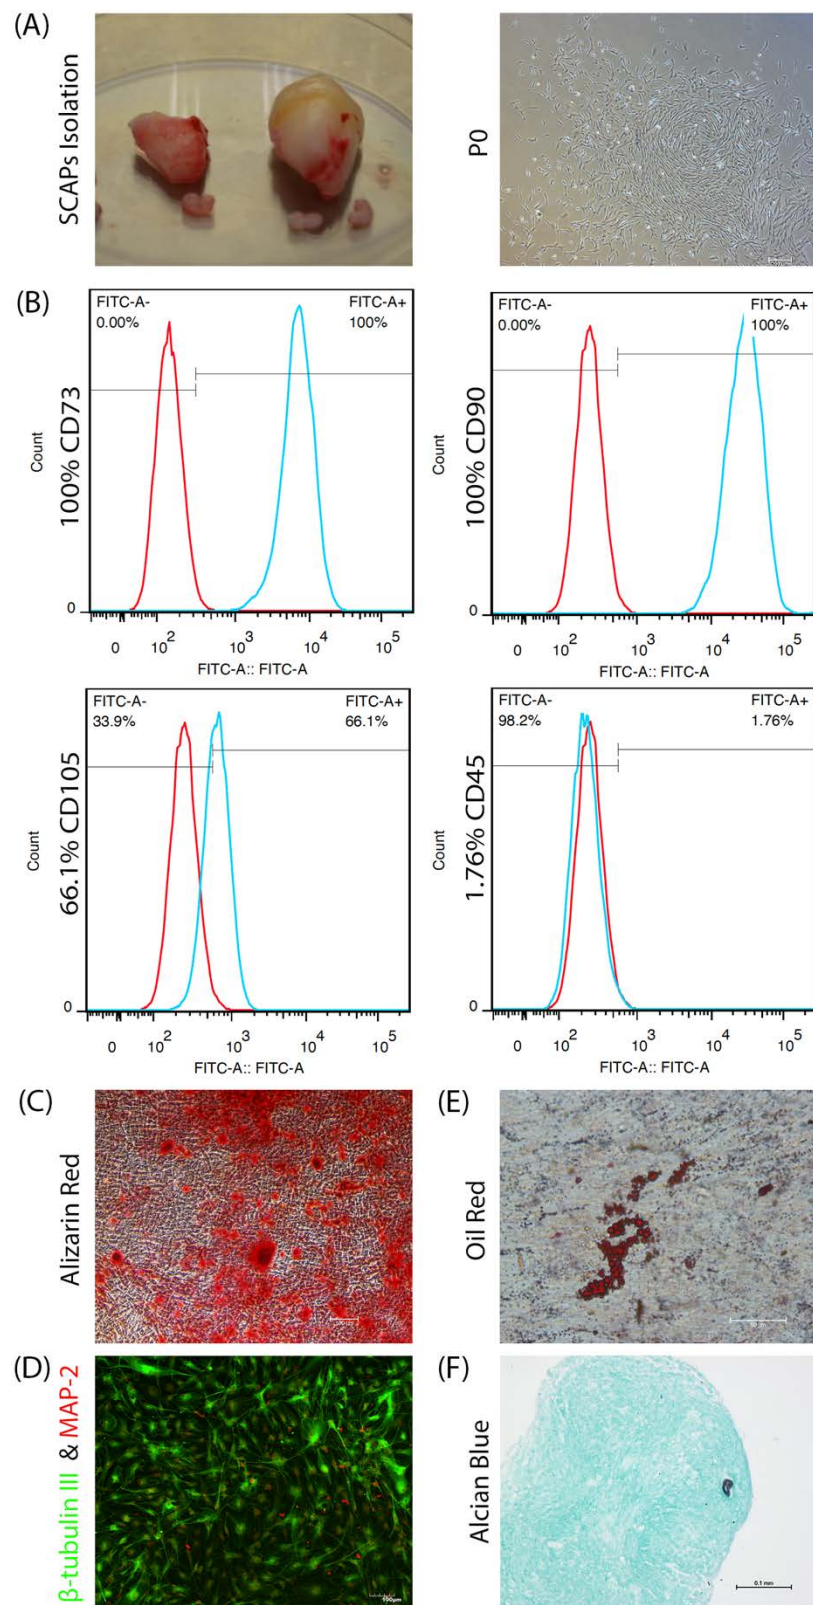 (A)
SCAPs Isolation
P0
(B)
FITC-A-
0.00%
FITC-A+
100%
100% CD73
Count
0
0 10² 10³ 10⁴ 10⁵
FITC-A:: FITC-A
FITC-A-
0.00%
FITC-A+
100%
100% CD90
Count
0
0 10² 10³ 10⁴ 10⁵
FITC-A:: FITC-A
FITC-A-
33.9%
FITC-A+
66.1%
66.1% CD105
Count
0
0 10² 10³ 10⁴ 10⁵
FITC-A:: FITC-A
FITC-A-
98.2%
FITC-A+
1.76%
1.76% CD45
Count
0
0 10² 10³ 10⁴ 10⁵
FITC-A:: FITC-A
(C)
Alizarin Red
(E)
Oil Red
(D)
β-tubulin III & MAP-2
100µm
(F)
Alcian Blue
0.1 mm